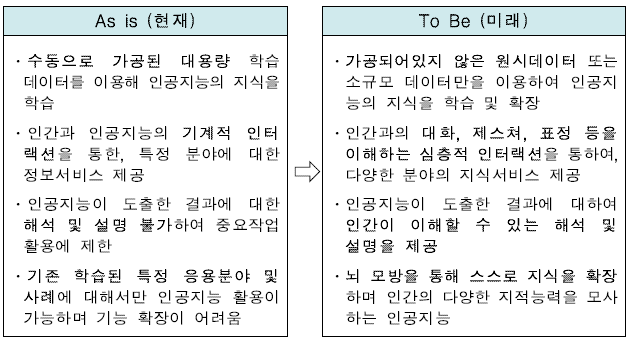 As is (현재)
· 수동으로 가공된 대용량 학습
데이터를 이용해 인공지능의 지식을
학습
· 인간과 인공지능의 기계적 인터
랙션을 통한, 특정 분야에 대한
정보서비스 제공
· 인공지능이 도출한 결과에 대한
해석 및 설명 불가하여 중요작업
활용에 제한
· 기존 학습된 특정 응용분야 및
사례에 대해서만 인공지능 활용이
가능하며 기능 확장이 어려움
To Be (미래)
· 가공되어있지 않은 원시데이터 또는
소규모 데이터만을 이용하여 인공지
능의 지식을 학습 및 확장
· 인간과의 대화, 제스쳐, 표정 등을
이해하는 심층적 인터랙션을 통하여,
다양한 분야의 지식서비스 제공
· 인공지능이 도출한 결과에 대하여
인간이 이해할 수 있는 해석 및
설명을 제공
· 뇌 모방을 통해 스스로 지식을 확장
하며 인간의 다양한 지적능력을 모사
하는 인공지능